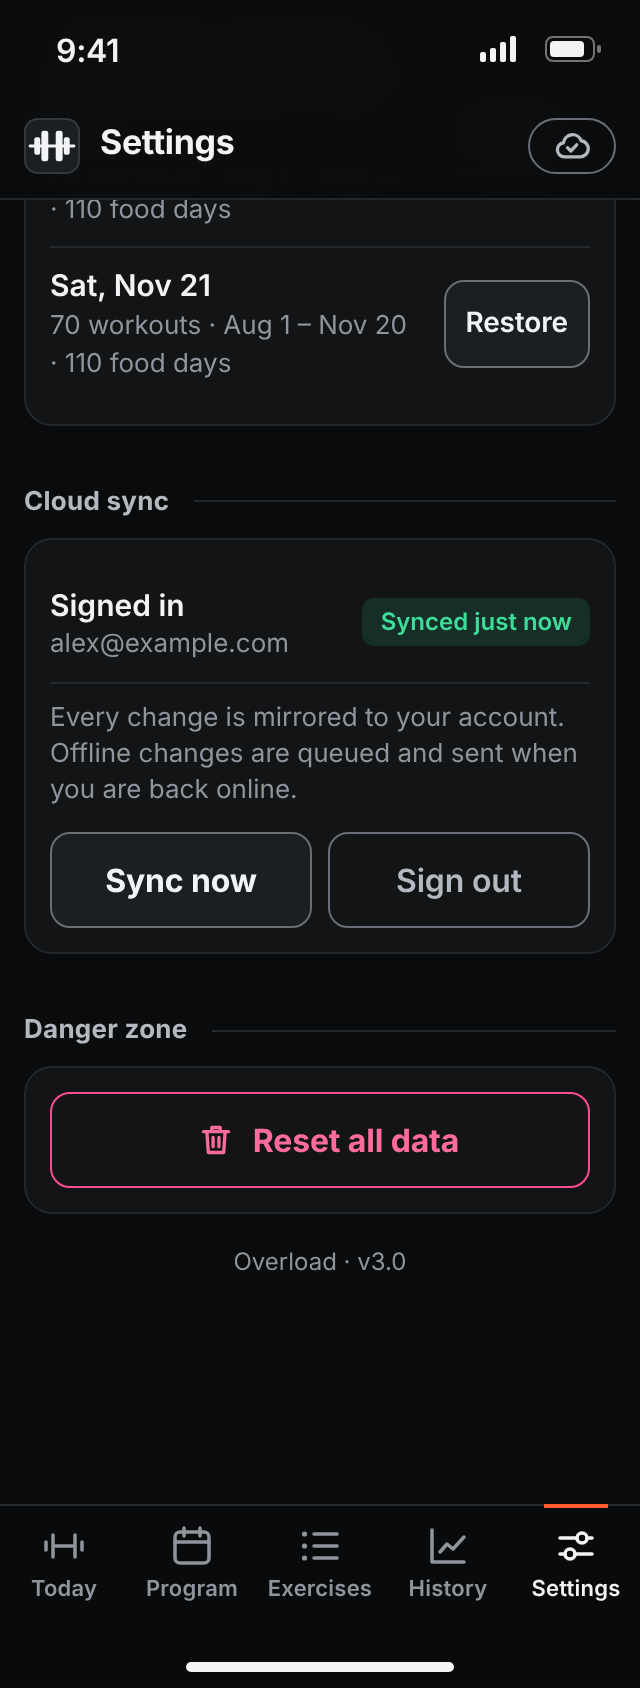 9:41
Settings
· 110 food days
Sat, Nov 21
70 workouts · Aug 1 – Nov 20
· 110 food days
Restore
Cloud sync
Signed in
alex@example.com
Synced just now
Every change is mirrored to your account.
Offline changes are queued and sent when
you are back online.
Sync now
Sign out
Danger zone
Reset all data
Overload · v3.0
Today
Program
Exercises
History
Settings